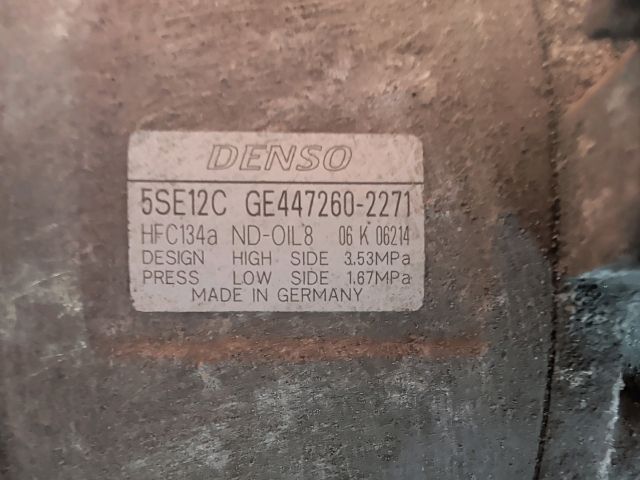 DENSO
5SE12C GE447260-2271
HFC134a ND-OIL8 06 K 06214
DESIGN HIGH SIDE 3.53MPa
PRESS LOW SIDE 1.67MPa
MADE IN GERMANY